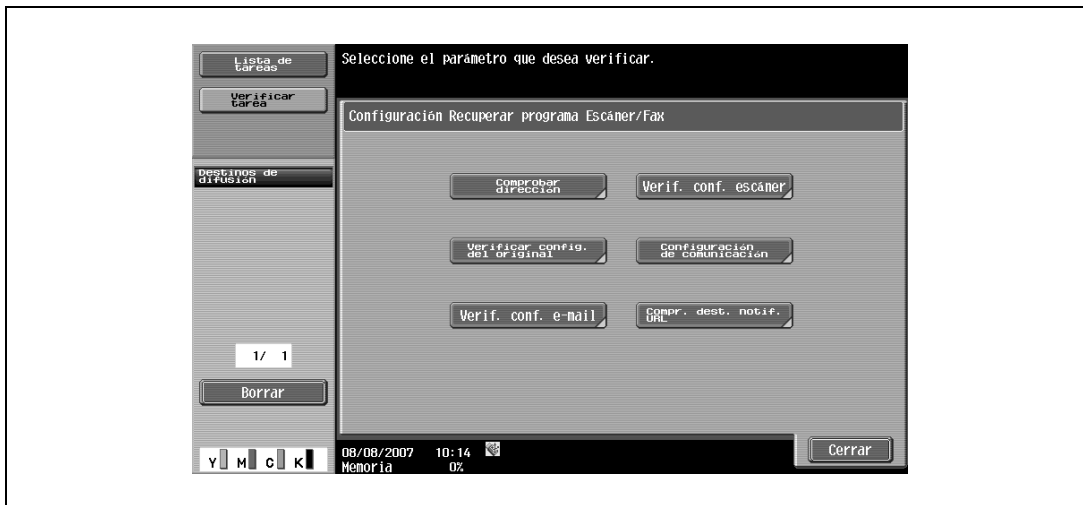 Lista de
tareas
Seleccione el parámetro que desea verificar.
Verificar
tarea
Configuración Recuperar programa Escáner/Fax
Destinos de
difusión
Comprobar
dirección
Verif. conf. escáner
Verificar config.
del original
Configuración
de comunicación
Verif. conf. e-mail
Compr. dest. notif.
URL
1/ 1
Borrar
Y M C K
08/08/2007 10:14
Memoria 0%
Cerrar